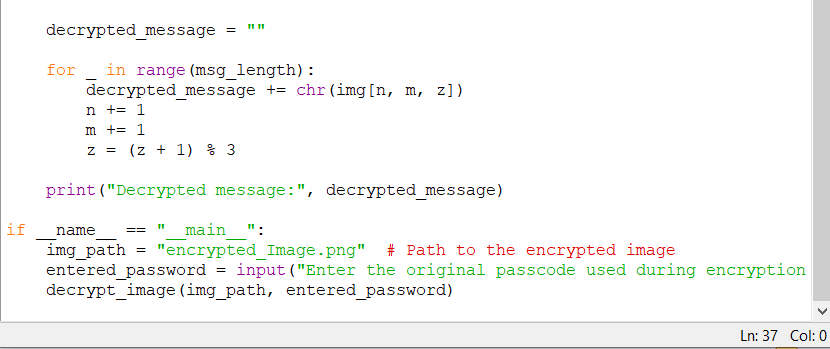 decrypted_message = ""
for _ in range(msg_length):
decrypted_message += chr(img[n, m, z])
n += 1
m += 1
z = (z + 1) % 3
print("Decrypted message:", decrypted_message)
if __name__ == "__main__":
img_path = "encrypted_Image.png"  # Path to the encrypted image
entered_password = input("Enter the original passcode used during encryption
decrypt_image(img_path, entered_password)
Ln: 37 Col: 0